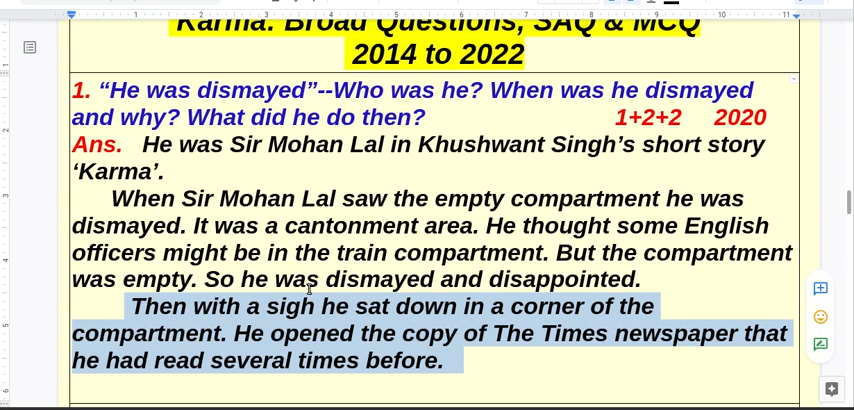 Karma: Broad Questions, SAQ & MCQ
2014 to 2022
1. “He was dismayed”--Who was he? When was he dismayed
and why? What did he do then? 1+2+2 2020
Ans. He was Sir Mohan Lal in Khushwant Singh’s short story
‘Karma’.
When Sir Mohan Lal saw the empty compartment he was
dismayed. It was a cantonment area. He thought some English
officers might be in the train compartment. But the compartment
was empty. So he was dismayed and disappointed.
Then with a sigh he sat down in a corner of the
compartment. He opened the copy of The Times newspaper that
he had read several times before.